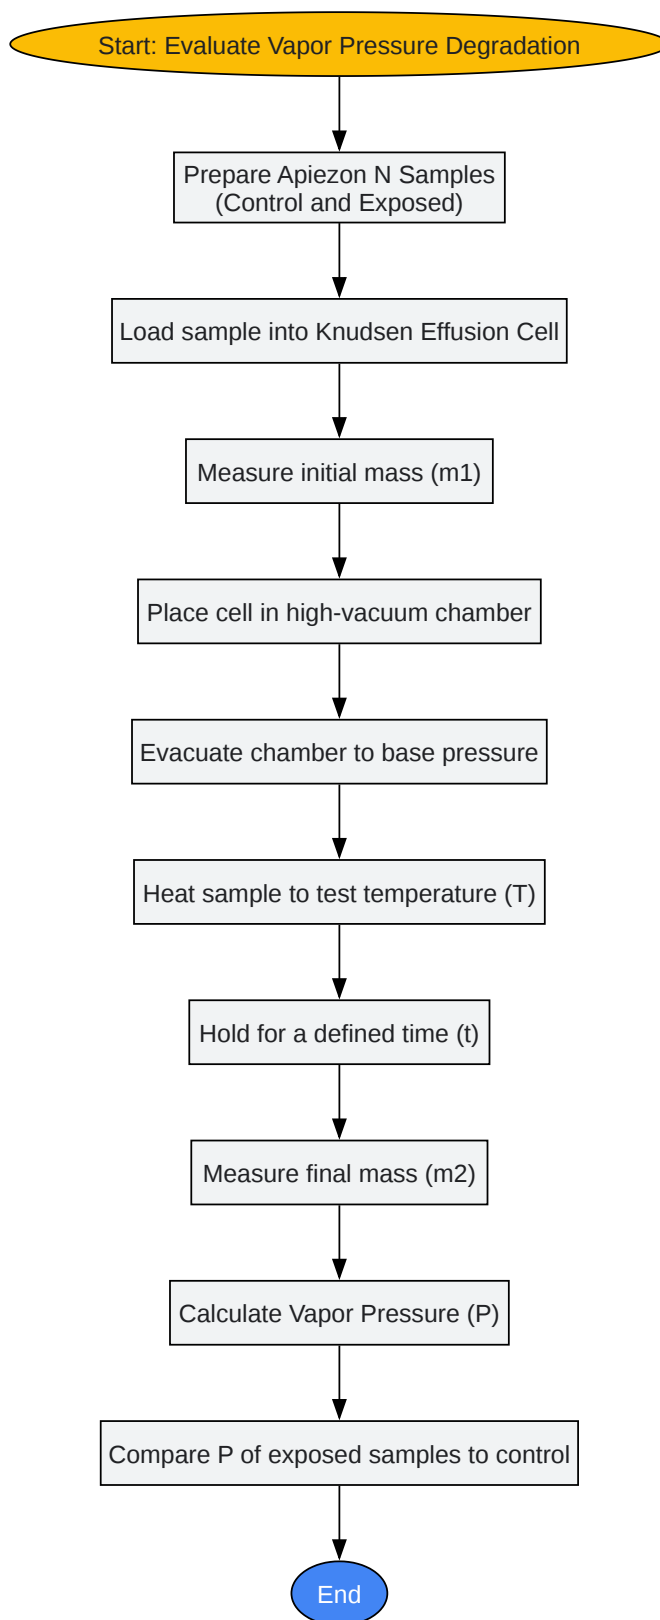 Start: Evaluate Vapor Pressure Degradation
Prepare Apiezon N Samples
(Control and Exposed)
Load sample into Knudsen Effusion Cell
Measure initial mass (m1)
Place cell in high-vacuum chamber
Evacuate chamber to base pressure
Heat sample to test temperature (T)
Hold for a defined time (t)
Measure final mass (m2)
Calculate Vapor Pressure (P)
Compare P of exposed samples to control
End